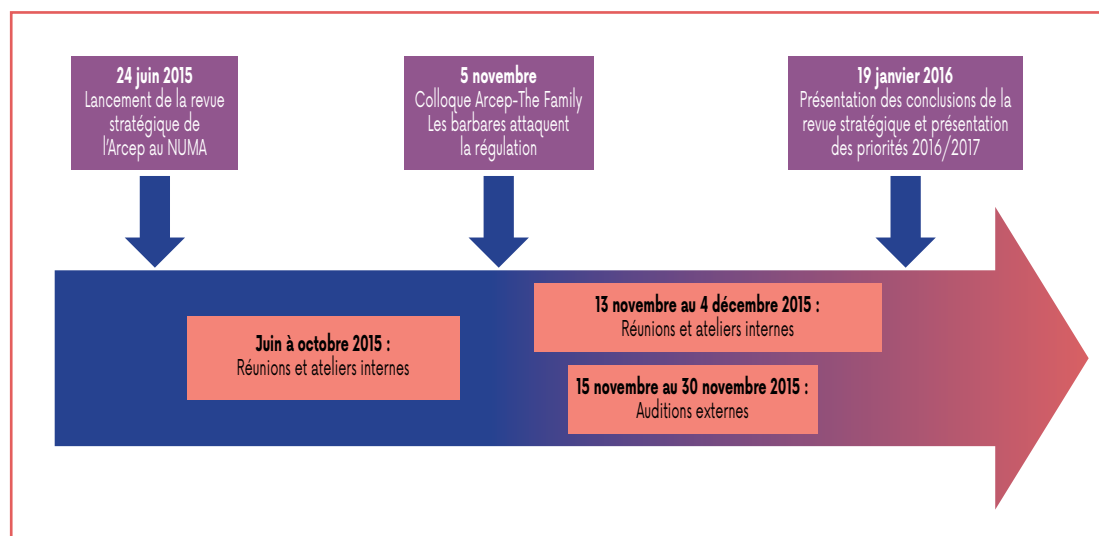 24 juin 2015
Lancement de la revue
stratégique de
l'Arcep au NUMA
5 novembre
Colloque Arcep-The Family
Les barbares attaquent
la régulation
19 janvier 2016
Présentation des conclusions de la
revue stratégique et présentation
des priorités 2016/2017
Juin à octobre 2015 :
Réunions et ateliers internes
13 novembre au 4 décembre 2015 :
Réunions et ateliers internes
15 novembre au 30 novembre 2015 :
Auditions externes